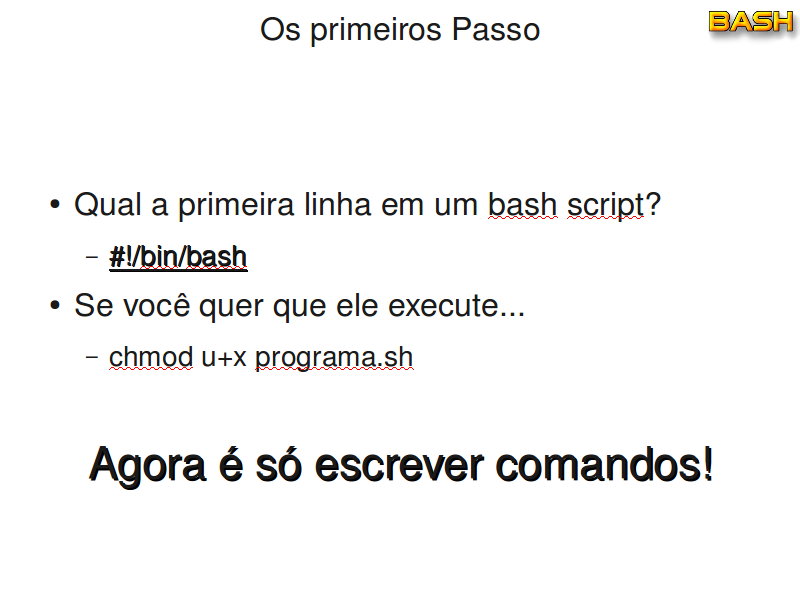 Os primeiros Passo
BASH
• Qual a primeira linha em um bash script?
– #!/bin/bash
• Se você quer que ele execute...
– chmod u+x programa.sh
Agora é só escrever comandos!